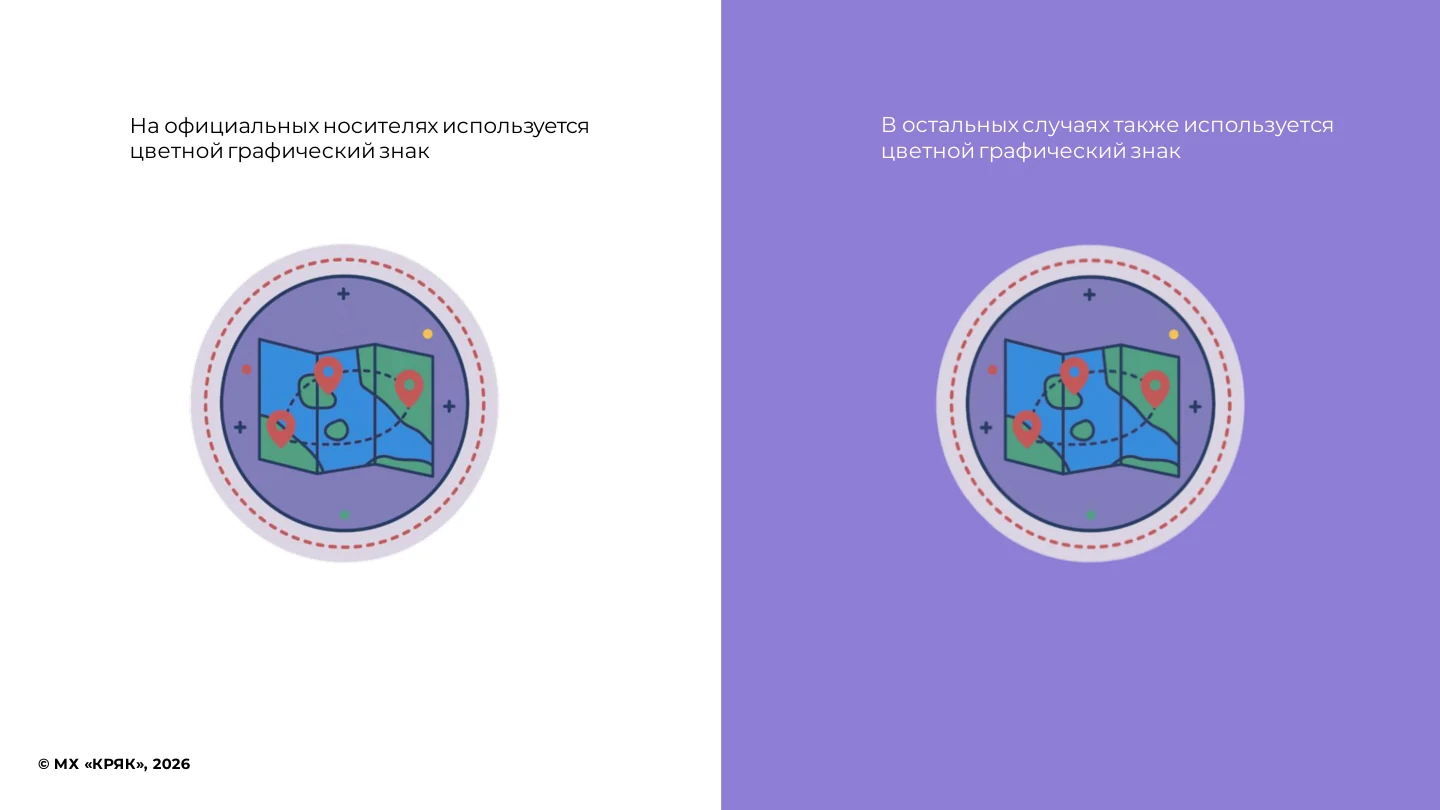 На официальных носителях используется
цветной графический знак
В остальных случаях также используется
цветной графический знак
© МХ «КРЯК», 2026